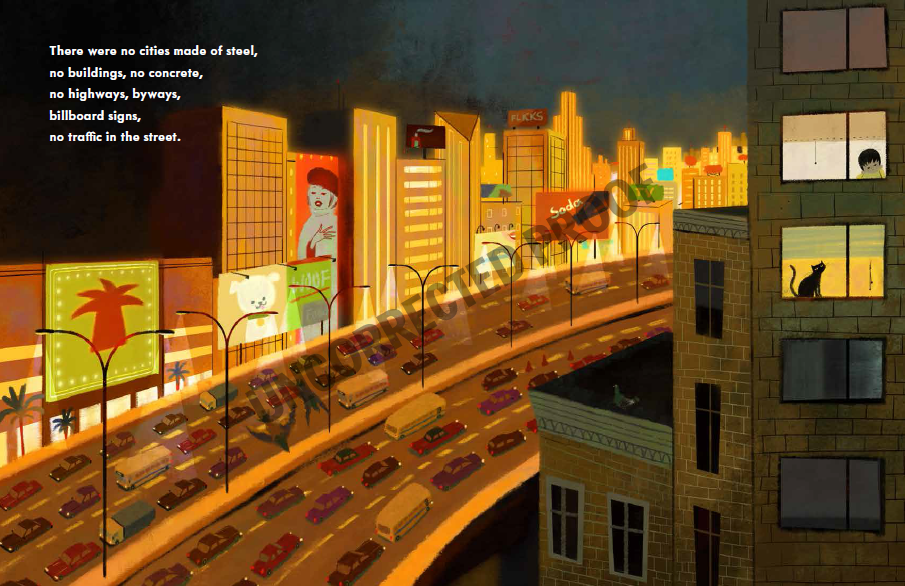 There were no cities made of steel,
no buildings, no concrete,
no highways, byways,
billboard signs,
no traffic in the street.
FLICKS
Soda
UNCORRECTED PROOF